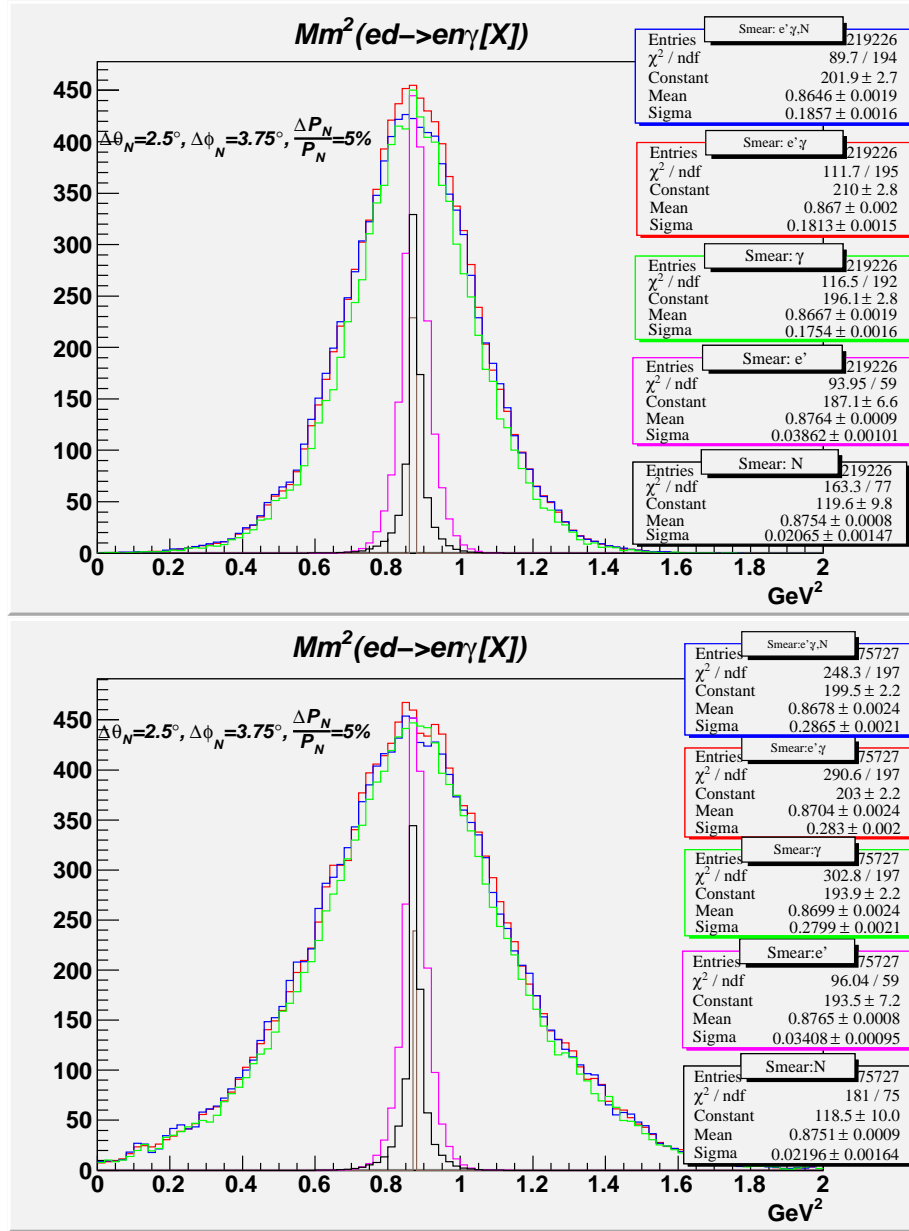 Mm²(ed->enγ[X])
Δθ_N=2.5°, Δϕ_N=3.75°, ΔP_N/P_N=5%
450
400
350
300
250
200
150
100
50
0
0 0.2 0.4 0.6 0.8 1 1.2 1.4 1.6 1.8 2
GeV²
Smear: e',γ,N
Entries 219226
χ² / ndf 89.7 / 194
Constant 201.9 ± 2.7
Mean 0.8646 ± 0.0019
Sigma 0.1857 ± 0.0016
Smear: e',γ
Entries 219226
χ² / ndf 111.7 / 195
Constant 210 ± 2.8
Mean 0.867 ± 0.002
Sigma 0.1813 ± 0.0015
Smear: γ
Entries 219226
χ² / ndf 116.5 / 192
Constant 196.1 ± 2.8
Mean 0.8667 ± 0.0019
Sigma 0.1754 ± 0.0016
Smear: e'
Entries 219226
χ² / ndf 93.95 / 59
Constant 187.1 ± 6.6
Mean 0.8764 ± 0.0009
Sigma 0.03862 ± 0.00101
Smear: N
Entries 219226
χ² / ndf 163.3 / 77
Constant 119.6 ± 9.8
Mean 0.8754 ± 0.0008
Sigma 0.02065 ± 0.00147
Mm²(ed->enγ[X])
Δθ_N=2.5°, Δϕ_N=3.75°, ΔP_N/P_N=5%
450
400
350
300
250
200
150
100
50
0
0 0.2 0.4 0.6 0.8 1 1.2 1.4 1.6 1.8 2
GeV²
Smear:e',γ,N
Entries 75727
χ² / ndf 248.3 / 197
Constant 199.5 ± 2.2
Mean 0.8678 ± 0.0024
Sigma 0.2865 ± 0.0021
Smear:e',γ
Entries 75727
χ² / ndf 290.6 / 197
Constant 203 ± 2.2
Mean 0.8704 ± 0.0024
Sigma 0.283 ± 0.002
Smear:γ
Entries 75727
χ² / ndf 302.8 / 197
Constant 193.9 ± 2.2
Mean 0.8699 ± 0.0024
Sigma 0.2799 ± 0.0021
Smear:e'
Entries 75727
χ² / ndf 96.04 / 59
Constant 193.5 ± 7.2
Mean 0.8765 ± 0.0008
Sigma 0.03408 ± 0.00095
Smear:N
Entries 75727
χ² / ndf 181 / 75
Constant 118.5 ± 10.0
Mean 0.8751 ± 0.0009
Sigma 0.02196 ± 0.00164